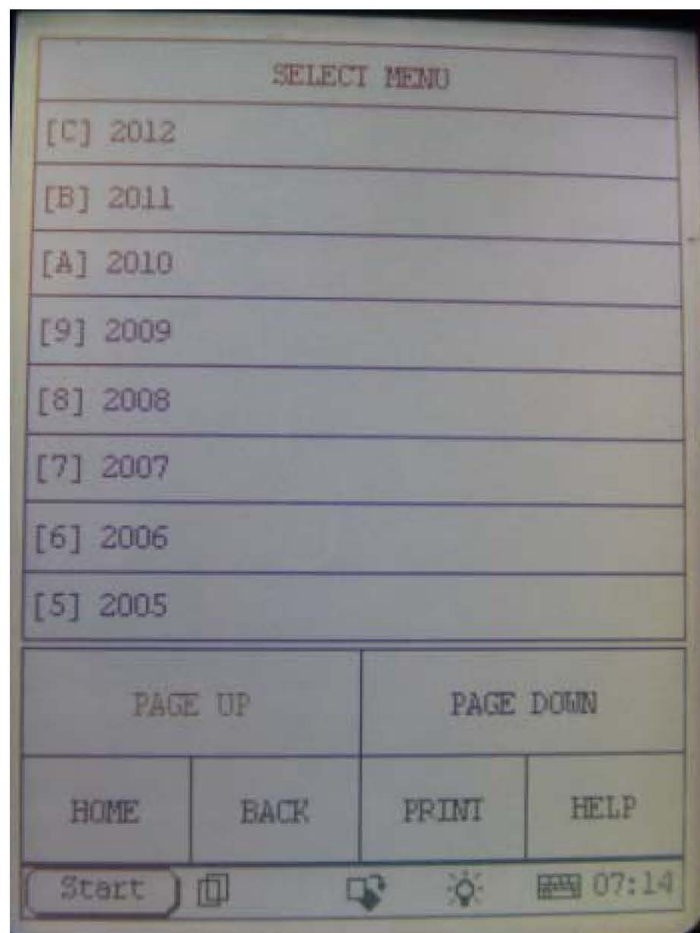 SELECT MENU
[C] 2012
[B] 2011
[A] 2010
[9] 2009
[8] 2008
[7] 2007
[6] 2006
[5] 2005
PAGE UP PAGE DOWN
HOME BACK PRINT HELP
Start 07:14